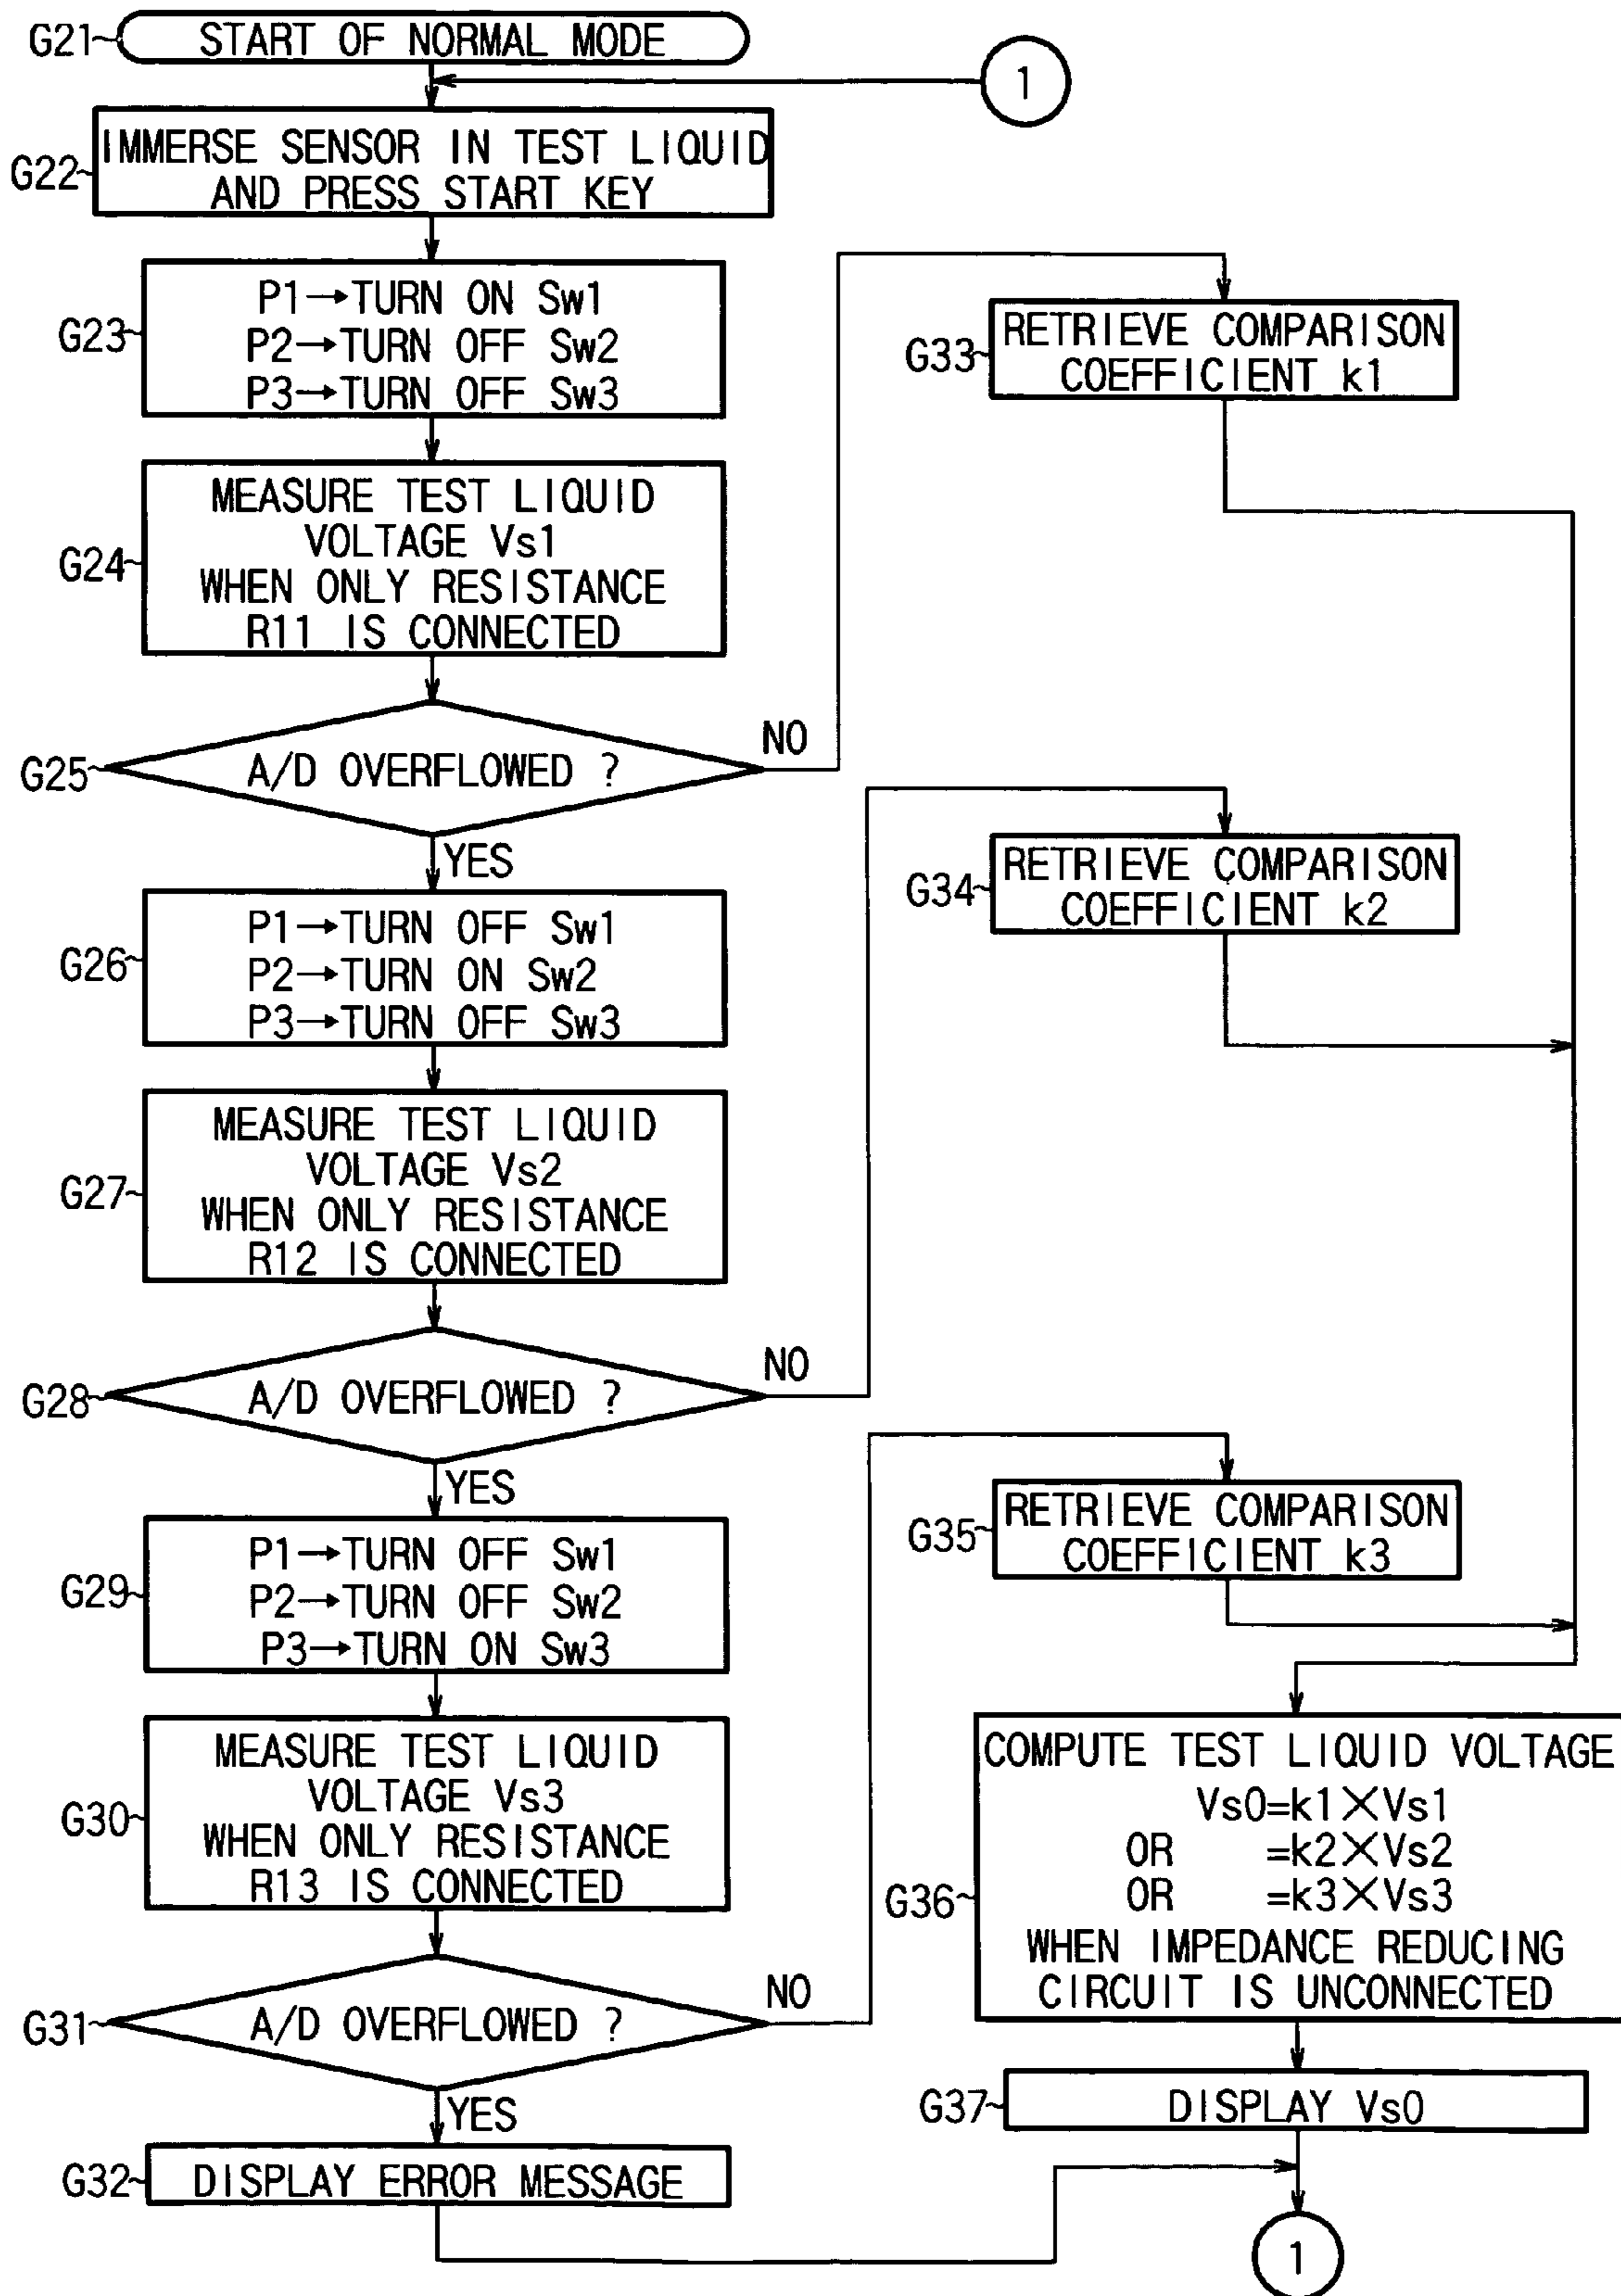 G21
START OF NORMAL MODE
1
G22
IMMERSE SENSOR IN TEST LIQUID
AND PRESS START KEY
G23
P1→TURN ON Sw1
P2→TURN OFF Sw2
P3→TURN OFF Sw3
G24
MEASURE TEST LIQUID
VOLTAGE Vs1
WHEN ONLY RESISTANCE
R11 IS CONNECTED
G25
A/D OVERFLOWED ?
NO
YES
G33
RETRIEVE COMPARISON
COEFFICIENT k1
G26
P1→TURN OFF Sw1
P2→TURN ON Sw2
P3→TURN OFF Sw3
G27
MEASURE TEST LIQUID
VOLTAGE Vs2
WHEN ONLY RESISTANCE
R12 IS CONNECTED
G28
A/D OVERFLOWED ?
NO
YES
G34
RETRIEVE COMPARISON
COEFFICIENT k2
G29
P1→TURN OFF Sw1
P2→TURN OFF Sw2
P3→TURN ON Sw3
G30
MEASURE TEST LIQUID
VOLTAGE Vs3
WHEN ONLY RESISTANCE
R13 IS CONNECTED
G31
A/D OVERFLOWED ?
NO
YES
G35
RETRIEVE COMPARISON
COEFFICIENT k3
G32
DISPLAY ERROR MESSAGE
G36
COMPUTE TEST LIQUID VOLTAGE
Vs0=k1×Vs1
OR =k2×Vs2
OR =k3×Vs3
WHEN IMPEDANCE REDUCING
CIRCUIT IS UNCONNECTED
G37
DISPLAY Vs0
1